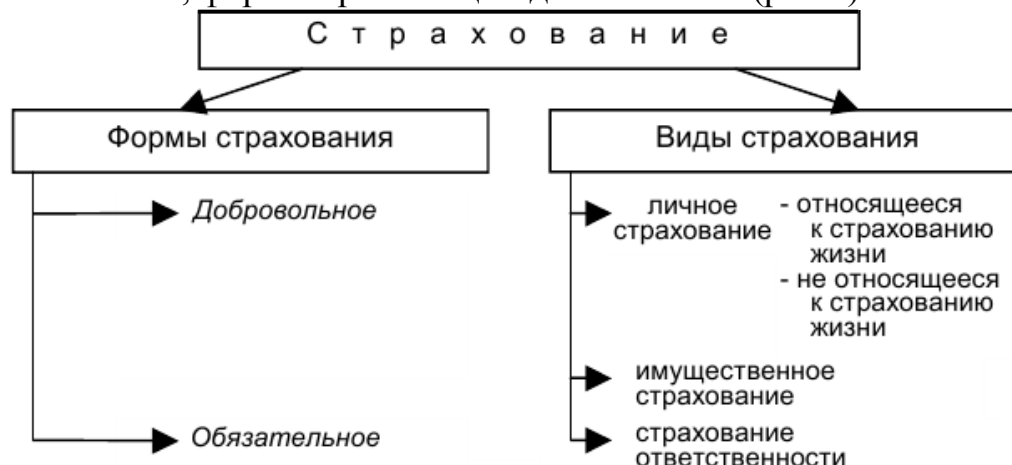 С т р а х о в а н и е
Формы страхования
Виды страхования
Добровольное
Обязательное
личное
страхование
- относящееся
к страхованию
жизни
- не относящееся
к страхованию
жизни
имущественное
страхование
страхование
ответственности